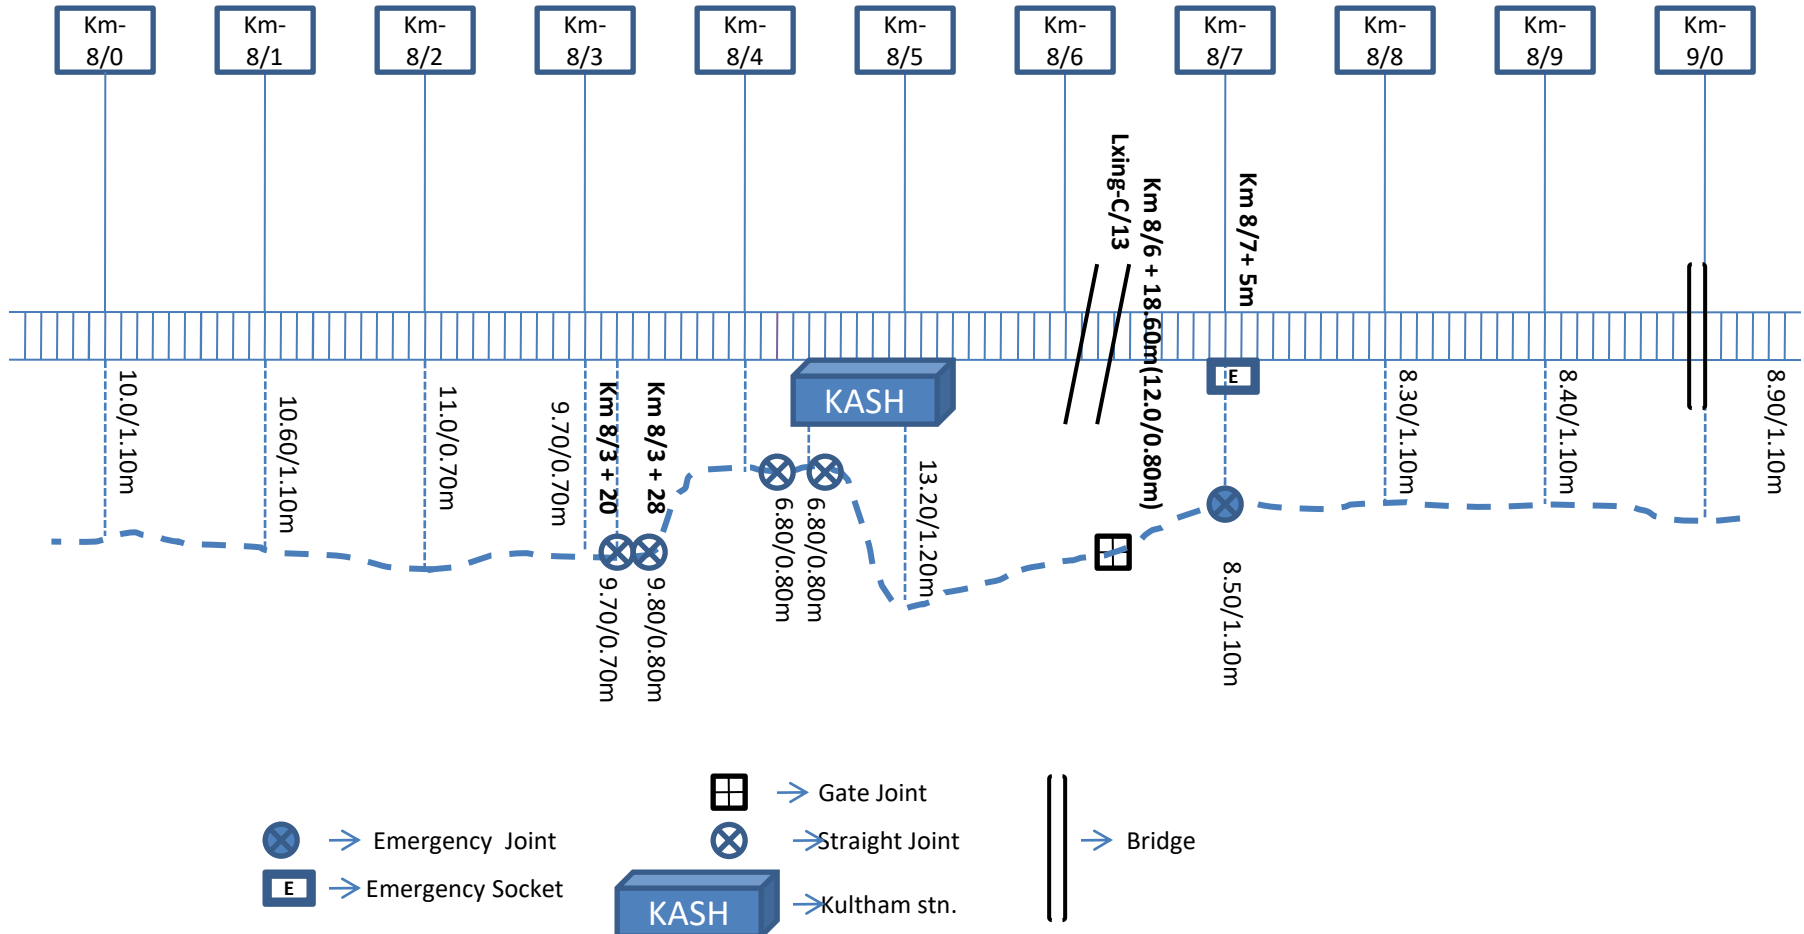 Km-
8/0
Km-
8/1
Km-
8/2
Km-
8/3
Km-
8/4
Km-
8/5
Km-
8/6
Km-
8/7
Km-
8/8
Km-
8/9
Km-
9/0
Lxing-C/13
Km 8/6 + 18.60m(12.0/0.80m)
Km 8/7+ 5m
10.0/1.10m
10.60/1.10m
11.0/0.70m
9.70/0.70m
Km 8/3 + 20
Km 8/3 + 28
KASH
E
8.30/1.10m
8.40/1.10m
8.90/1.10m
13.20/1.20m
9.70/0.70m
9.80/0.80m
6.80/0.80m
6.80/0.80m
8.50/1.10m
Gate Joint
Emergency Joint
Straight Joint
Bridge
E
Emergency Socket
KASH
Kultham stn.